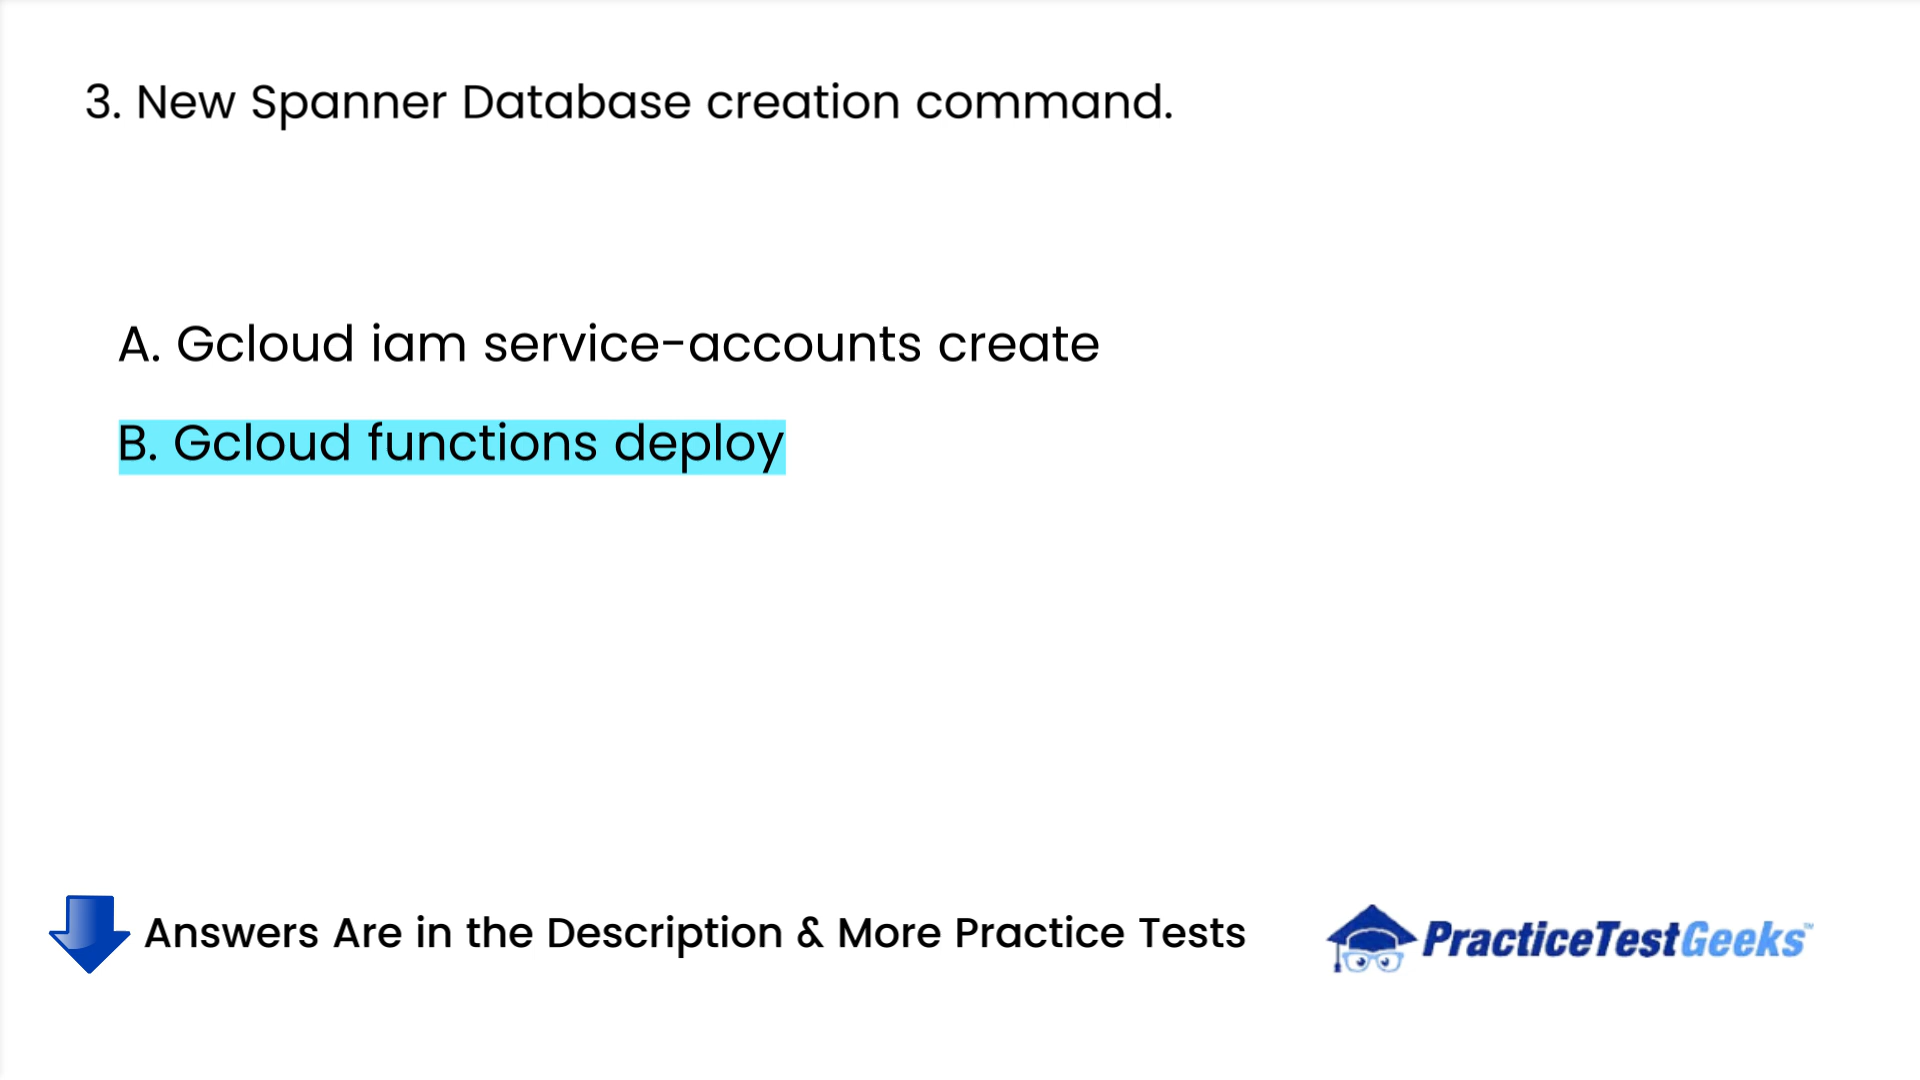 3. New Spanner Database creation command.
A. Gcloud iam service-accounts create
B. Gcloud functions deploy
Answers Are in the Description & More Practice Tests
PracticeTestGeeks™